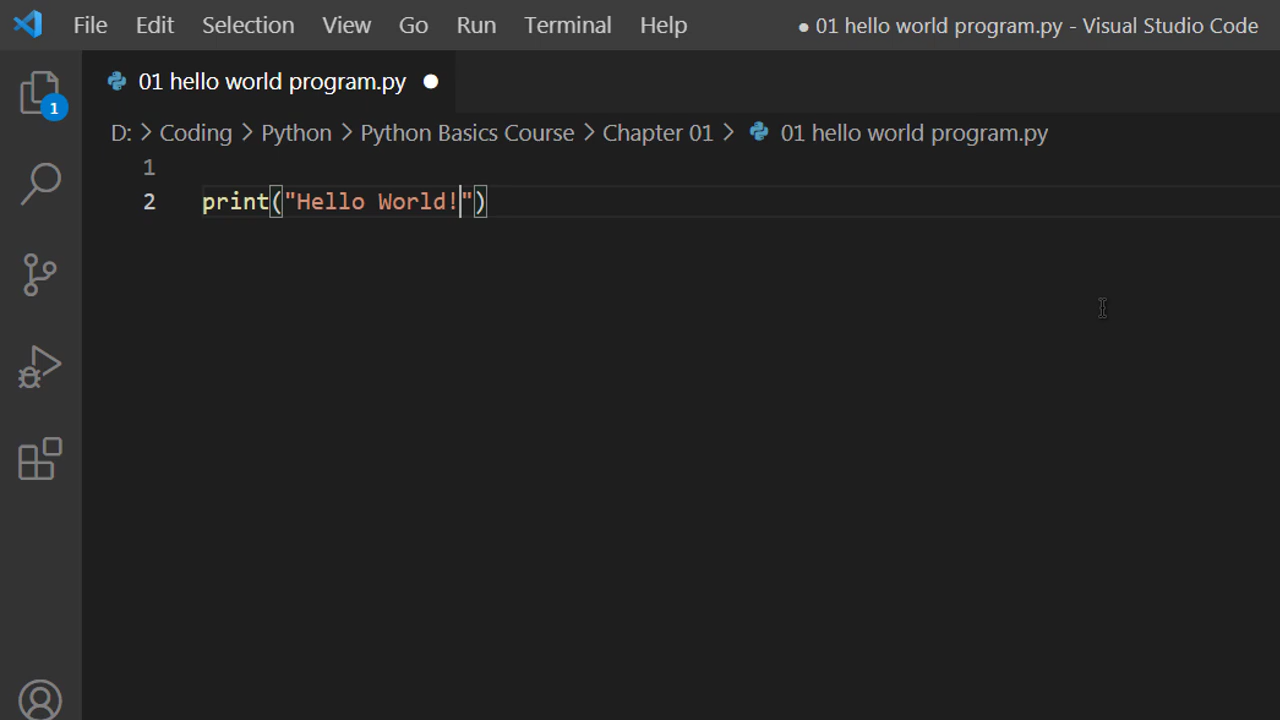 File Edit Selection View Go Run Terminal Help ● 01 hello world program.py - Visual Studio Code
01 hello world program.py ●
1
D: > Coding > Python > Python Basics Course > Chapter 01 > 01 hello world program.py
1
2 print("Hello World!")